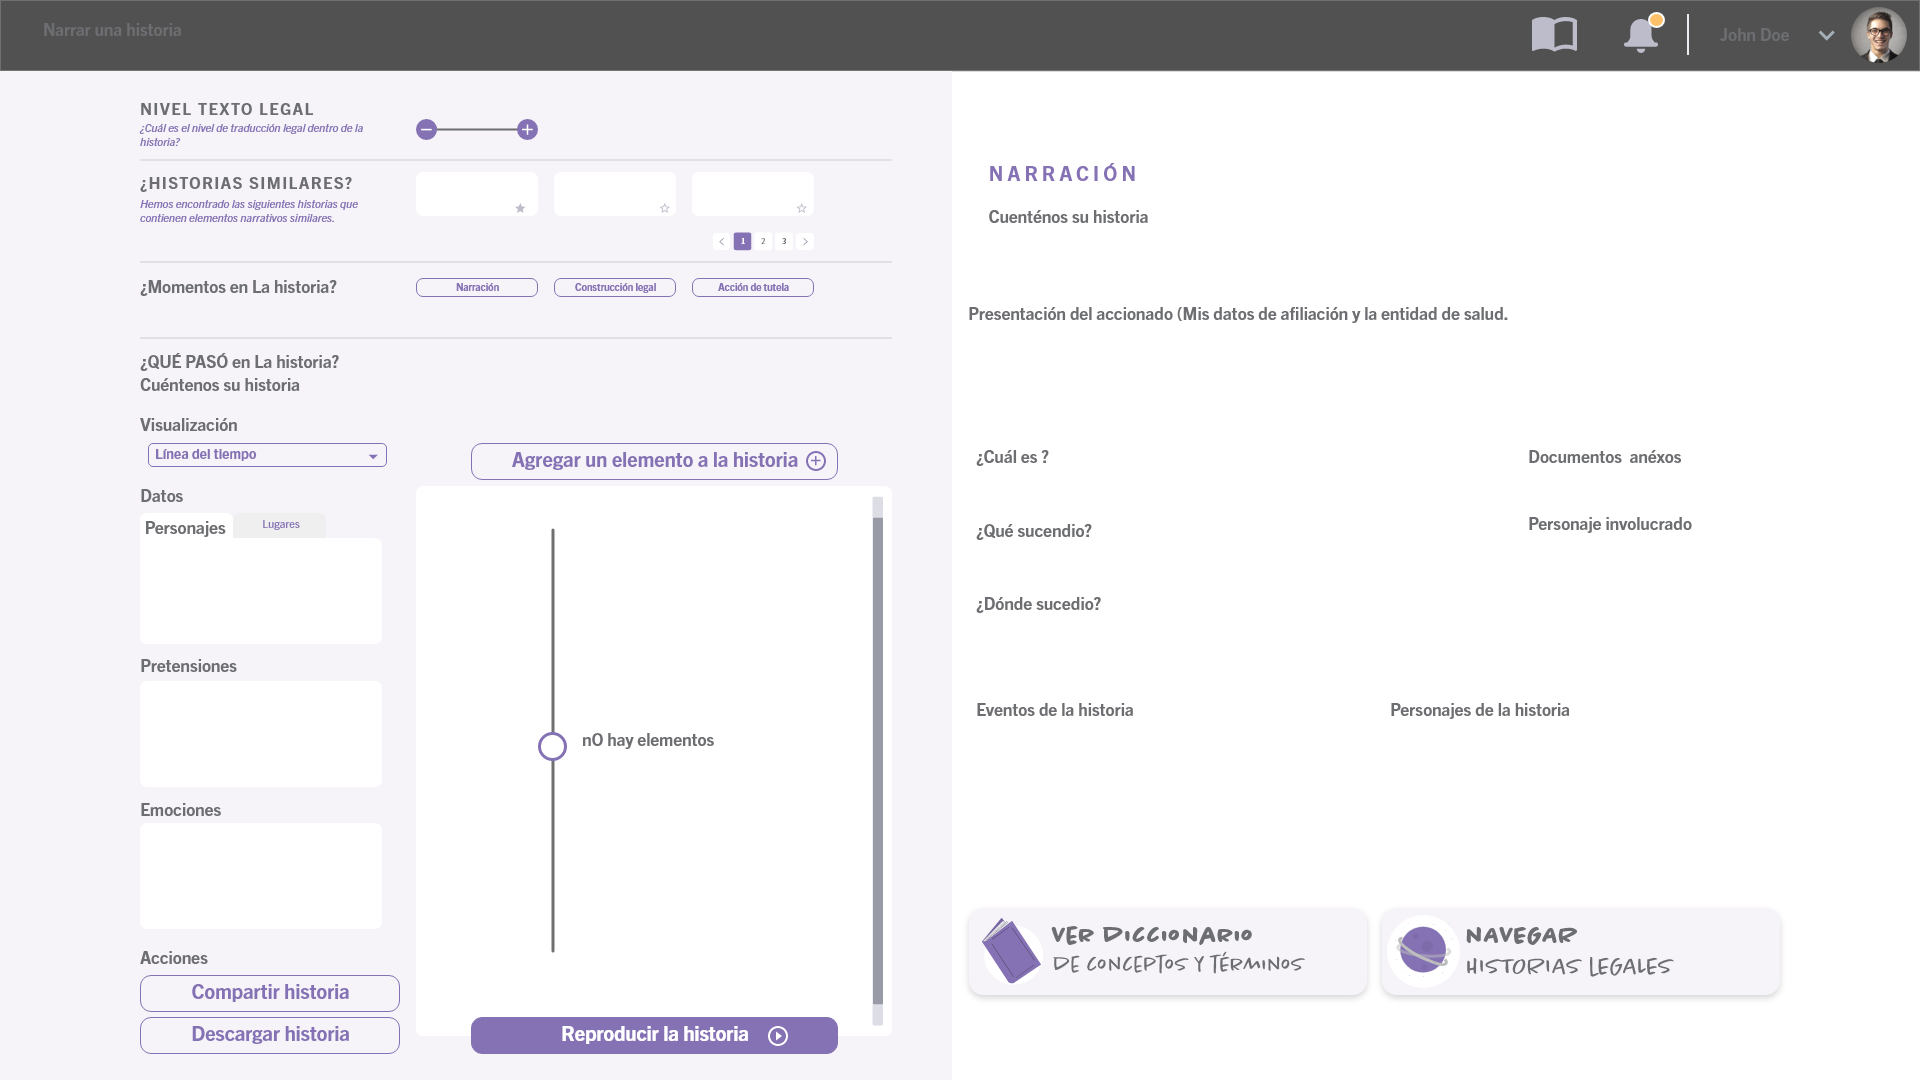 Narrar una historia
John Doe
NIVEL TEXTO LEGAL
¿Cuál es el nivel de traducción legal dentro de la
historia?
¿HISTORIAS SIMILARES?
Hemos encontrado las siguientes historias que
contienen elementos narrativos similares.
1 2 3
¿Momentos en La historia?
Narración
Construcción legal
Acción de tutela
¿QUÉ PASÓ en La historia?
Cuéntenos su historia
Visualización
Línea del tiempo
Agregar un elemento a la historia
Datos
Personajes
Lugares
Pretensiones
nO hay elementos
Emociones
Acciones
Compartir historia
Descargar historia
Reproducir la historia
NARRACIÓN
Cuenténos su historia
Presentación del accionado (Mis datos de afiliación y la entidad de salud.
¿Cuál es ?
Documentos anéxos
¿Qué sucendio?
Personaje involucrado
¿Dónde sucedio?
Eventos de la historia
Personajes de la historia
VER DICCIONARIO
DE CONCEPTOS Y TÉRMINOS
NAVEGAR
HISTORIAS LEGALES